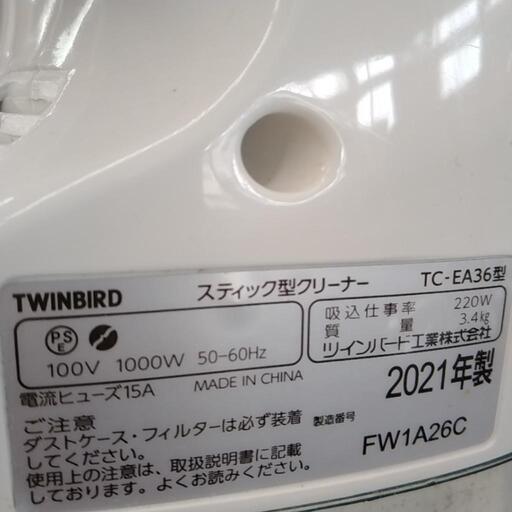 TWINBIRD スティック型クリーナー TC-EA36型
PSE
100V 1000W 50-60Hz
吸込仕事率 220W
質量 3.4kg
ツインバード工業株式会社
電流ヒューズ15A MADE IN CHINA
2021年製
ご注意
ダストケース・フィルターは必ず装着
してください。
使用上の注意は、取扱説明書に記載
しております。よくお読みください。
製造番号
FW1A26C